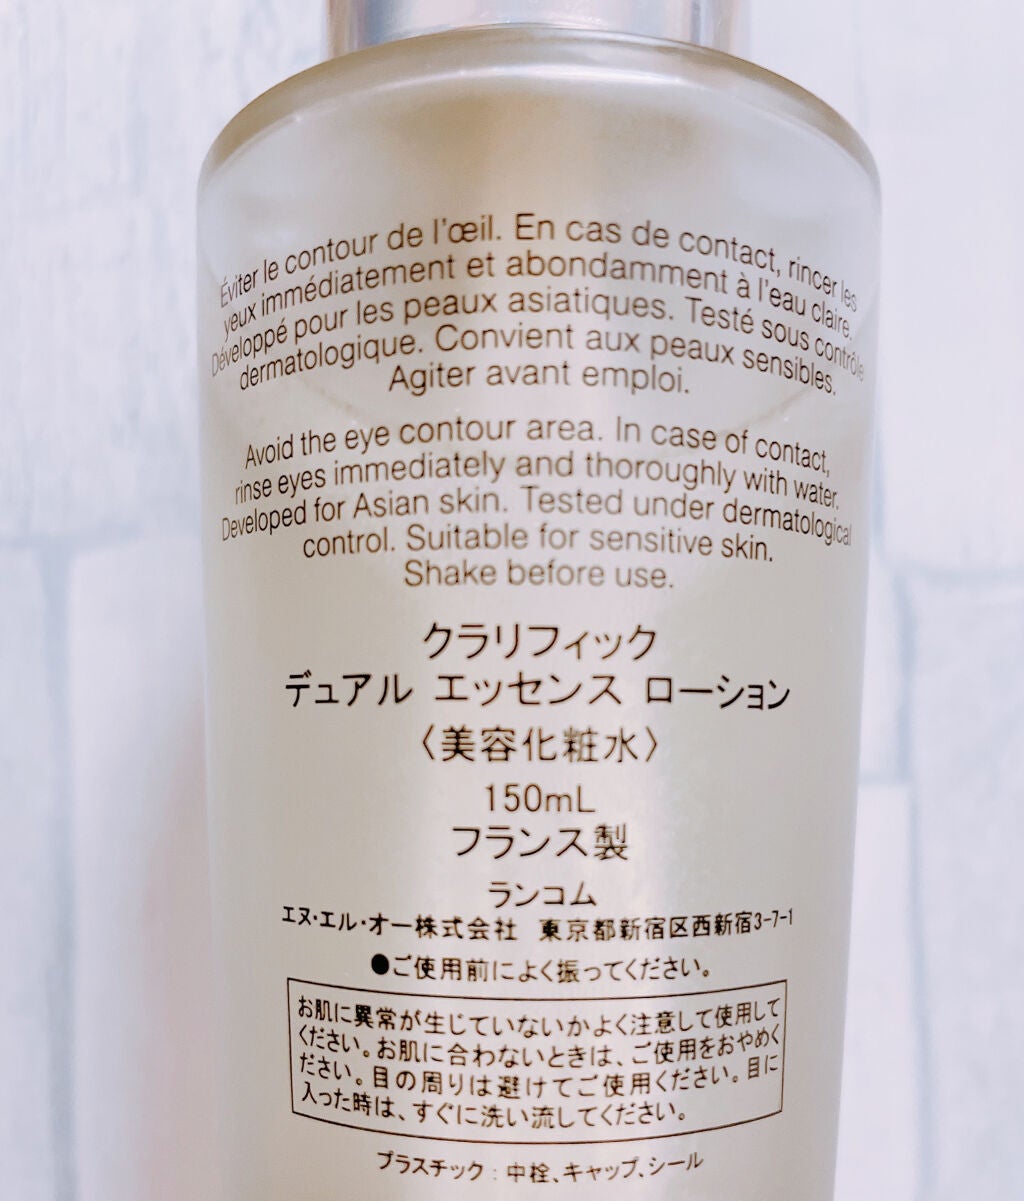 Éviter le contour de l'œil. En cas de contact, rincer les
yeux immédiatement et abondamment à l'eau claire.
Développé pour les peaux asiatiques. Testé sous contrôle
dermatologique. Convient aux peaux sensibles.
Agiter avant emploi.
Avoid the eye contour area. In case of contact,
rinse eyes immediately and thoroughly with water.
Developed for Asian skin. Tested under dermatological
control. Suitable for sensitive skin.
Shake before use.
クラリフィック
デュアル エッセンス ローション
〈美容化粧水〉
150mL
フランス製
ランコム
エヌ・エル・オー株式会社 東京都新宿区西新宿3-7-1
●ご使用前によく振ってください。
お肌に異常が生じていないかよく注意して使用して
ください。お肌に合わないときは、ご使用をおやめく
ださい。目の周りは避けてご使用ください。目に
入った時は、すぐに洗い流してください。
プラスチック：中栓、キャップ、シール